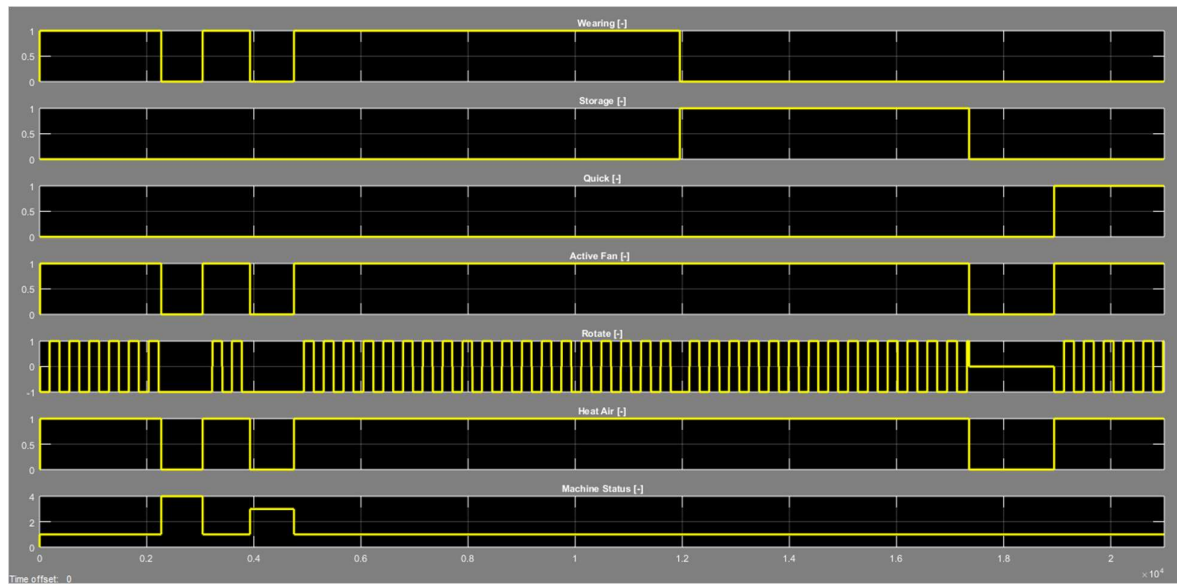 Wearing [-]
1
0.5
0
Storage [-]
1
0.5
0
Quick [-]
1
0.5
0
Active Fan [-]
1
0.5
0
Rotate [-]
1
0
-1
Heat Air [-]
1
0.5
0
Machine Status [-]
4
2
0
0 0.2 0.4 0.6 0.8 1 1.2 1.4 1.6 1.8 2
×10⁴
Time offset: 0